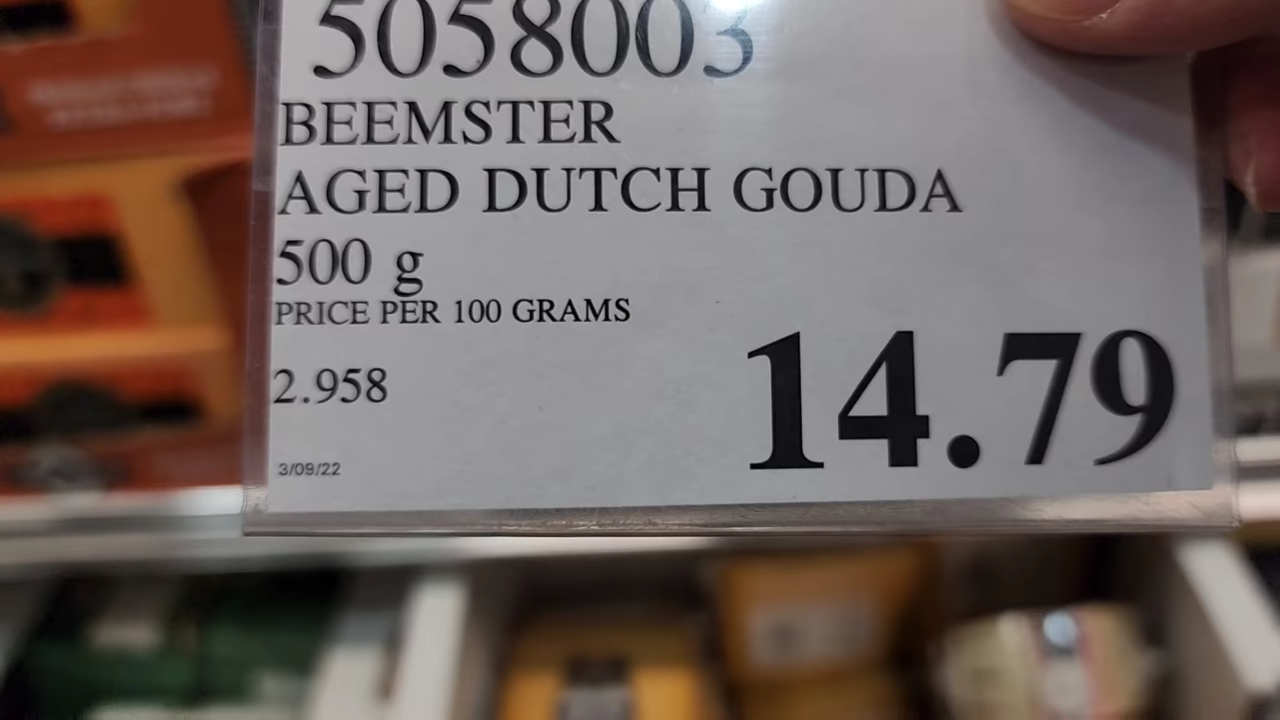 5058003
BEEMSTER
AGED DUTCH GOUDA
500 g
PRICE PER 100 GRAMS
2.958
14.79
3/09/22